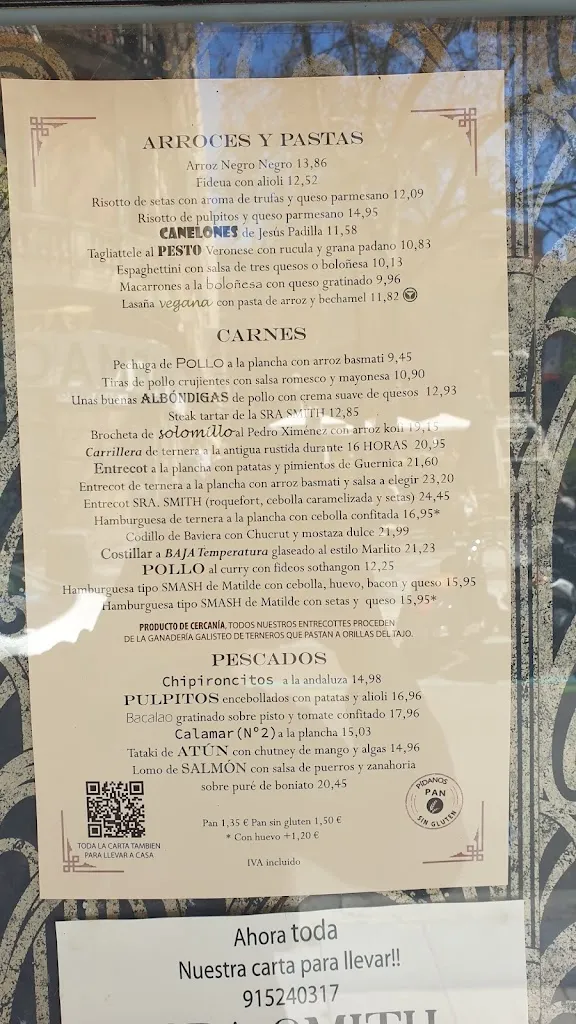 ARROCES Y PASTAS
Arroz Negro Negro 13,86
Fideua con alioli 12,52
Risotto de setas con aroma de trufas y queso parmesano 12,09
Risotto de pulpitos y queso parmesano 14,95
CANELONES de Jesús Padilla 11,58
Tagliattele al PESTO Veronese con rucula y grana padano 10,83
Espaghettini con salsa de tres quesos o boloñesa 10,13
Macarrones a la boloñesa con queso gratinado 9,96
Lasaña vegana con pasta de arroz y bechamel 11,82
CARNES
Pechuga de POLLO a la plancha con arroz basmati 9,45
Tiras de pollo crujientes con salsa romesco y mayonesa 10,90
Unas buenas ALBÓNDIGAS de pollo con crema suave de quesos 12,93
Steak tartar de la SRA SMITH 12,85
Brocheta de solomillo al Pedro Ximénez con arroz koli 19,15
Carrillera de ternera a la antigua rustida durante 16 HORAS 20,95
Entrecot a la plancha con patatas y pimientos de Guernica 21,60
Entrecot de ternera a la plancha con arroz basmati y salsa a elegir 23,20
Entrecot SRA. SMITH (roquefort, cebolla caramelizada y setas) 24,45
Hamburguesa de ternera a la plancha con cebolla confitada 16,95*
Codillo de Baviera con Chucrut y mostaza dulce 21,99
Costillar a BAJA Temperatura glaseado al estilo Marlito 21,23
POLLO al curry con fideos sothangon 12,25
Hamburguesa tipo SMASH de Matilde con cebolla, huevo, bacon y queso 15,95
Hamburguesa tipo SMASH de Matilde con setas y queso 15,95*
PRODUCTO DE CERCANÍA, TODOS NUESTROS ENTRECOTTES PROCEDEN
DE LA GANADERÍA GALISTEO DE TERNEROS QUE PASTAN A ORILLAS DEL TAJO.
PESCADOS
Chipironcitos a la andaluza 14,98
PULPITOS encebollados con patatas y alioli 16,96
Bacalao gratinado sobre pisto y tomate confitado 17,96
Calamar(Nº2) a la plancha 15,03
Tataki de ATÚN con chutney de mango y algas 14,96
Lomo de SALMÓN con salsa de puerros y zanahoria
sobre puré de boniato 20,45
PÍDANOS
PAN
SIN GLUTEN
TODA LA CARTA TAMBIEN
PARA LLEVAR A CASA
Pan 1,35 € Pan sin gluten 1,50 €
* Con huevo +1,20 €
IVA incluido
Ahora toda
Nuestra carta para llevar!!
915240317
SRA SMITH